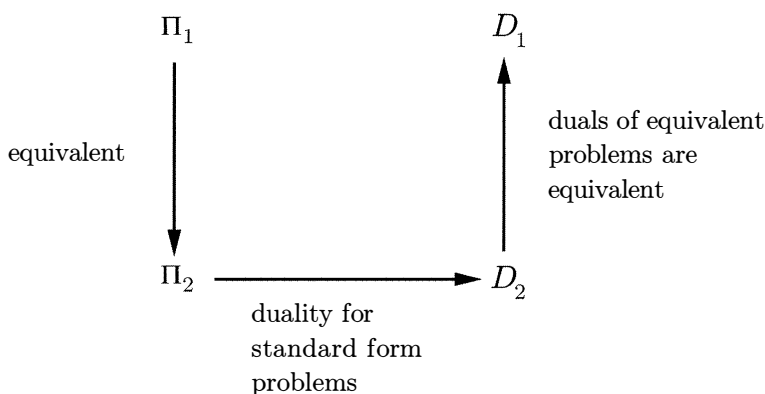 Π₁
D₁
equivalent
duals of equivalent
problems are
equivalent
Π₂
D₂
duality for
standard form
problems